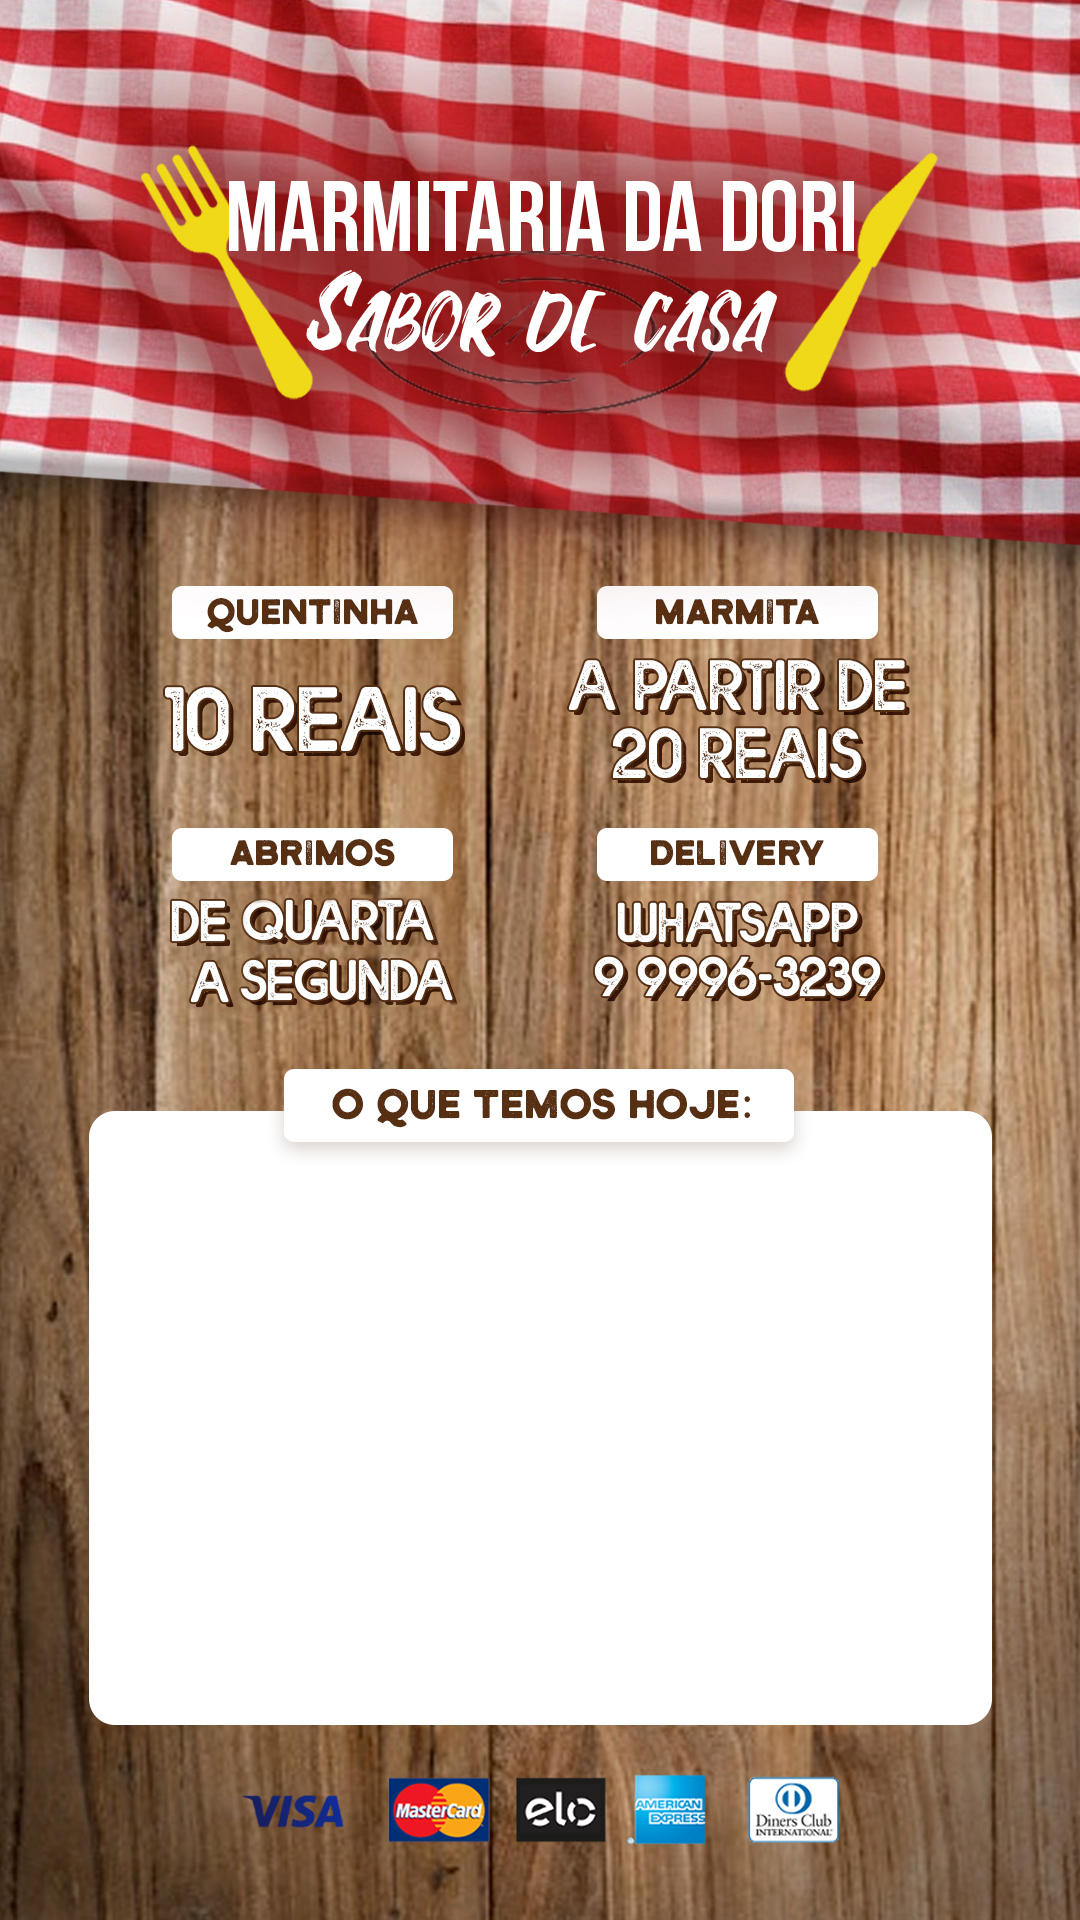 MARMITARIA DA DORI
SABOR DE CASA
QUENTINHA
10 REAIS
MARMITA
A PARTIR DE
20 REAIS
ABRIMOS
DE QUARTA
A SEGUNDA
DELIVERY
WHATSAPP
9 9996-3239
O QUE TEMOS HOJE:
VISA
MasterCard
elo
AMERICAN
EXPRESS
Diners Club
INTERNATIONAL